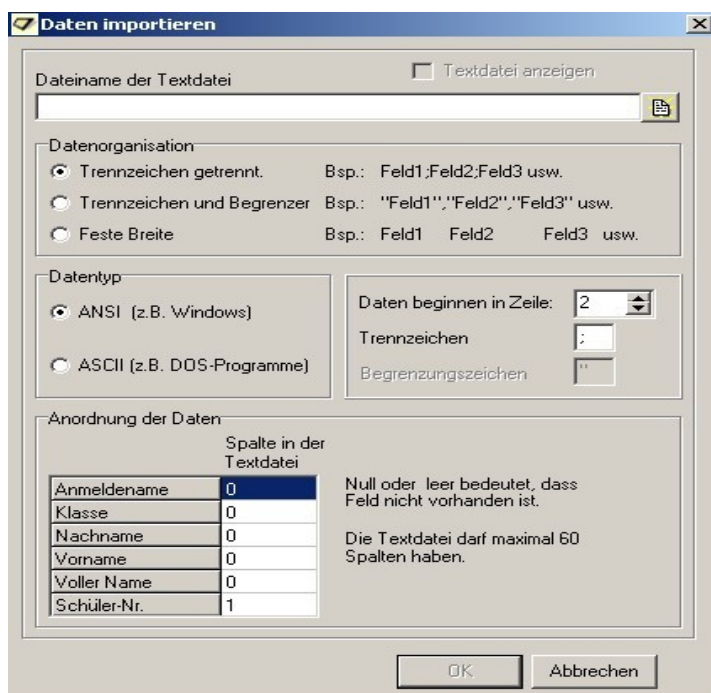 Daten importieren
Dateiname der Textdatei
Textdatei anzeigen
Datenorganisation
Trennzeichen getrennt. Bsp.: Feld1;Feld2;Feld3 usw.
Trennzeichen und Begrenzer Bsp.: "Feld1","Feld2","Feld3" usw.
Feste Breite Bsp.: Feld1 Feld2 Feld3 usw.
Datentyp
ANSI (z.B. Windows)
ASCII (z.B. DOS-Programme)
Daten beginnen in Zeile: 2
Trennzeichen ;
Begrenzungszeichen "
Anordnung der Daten
Spalte in der
Textdatei
Anmeldename 0
Klasse 0
Nachname 0
Vorname 0
Voller Name 0
Schüler-Nr. 1
Null oder leer bedeutet, dass
Feld nicht vorhanden ist.
Die Textdatei darf maximal 60
Spalten haben.
OK
Abbrechen